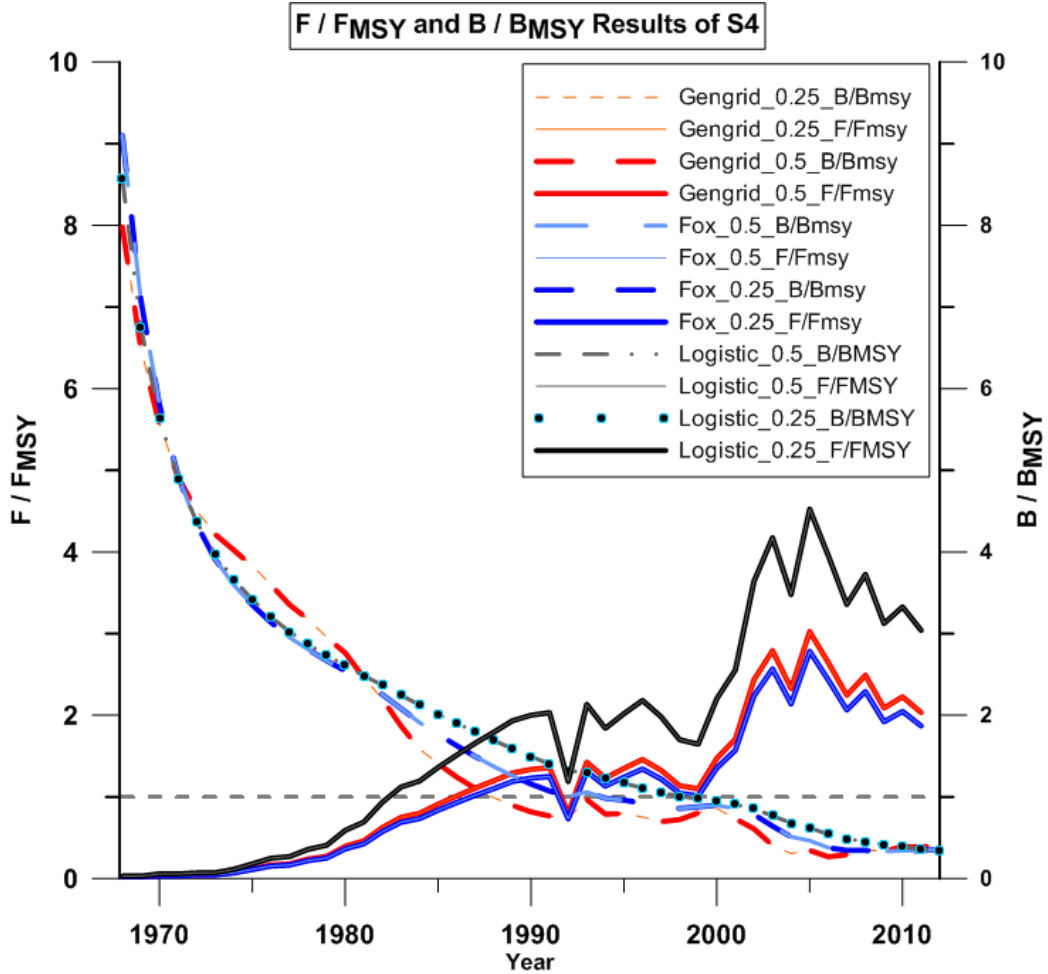 F / FMSY and B / BMSY Results of S4
10
8
6
4
2
0
F / FMSY
10
8
6
4
2
0
B / BMSY
Gengrid_0.25_B/Bmsy
Gengrid_0.25_F/Fmsy
Gengrid_0.5_B/Bmsy
Gengrid_0.5_F/Fmsy
Fox_0.5_B/Bmsy
Fox_0.5_F/Fmsy
Fox_0.25_B/Bmsy
Fox_0.25_F/Fmsy
Logistic_0.5_B/BMSY
Logistic_0.5_F/FMSY
Logistic_0.25_B/BMSY
Logistic_0.25_F/FMSY
1970 1980 1990 2000 2010
Year